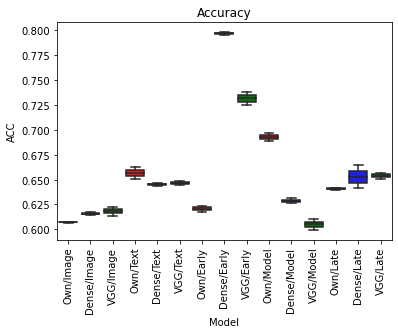 Accuracy
0.800
0.775
0.750
0.725
0.700
0.675
0.650
0.625
0.600
ACC
Own/Image
Dense/Image
VGG/Image
Own/Text
Dense/Text
VGG/Text
Own/Early
Dense/Early
VGG/Early
Own/Model
Dense/Model
VGG/Model
Own/Late
Dense/Late
VGG/Late
Model